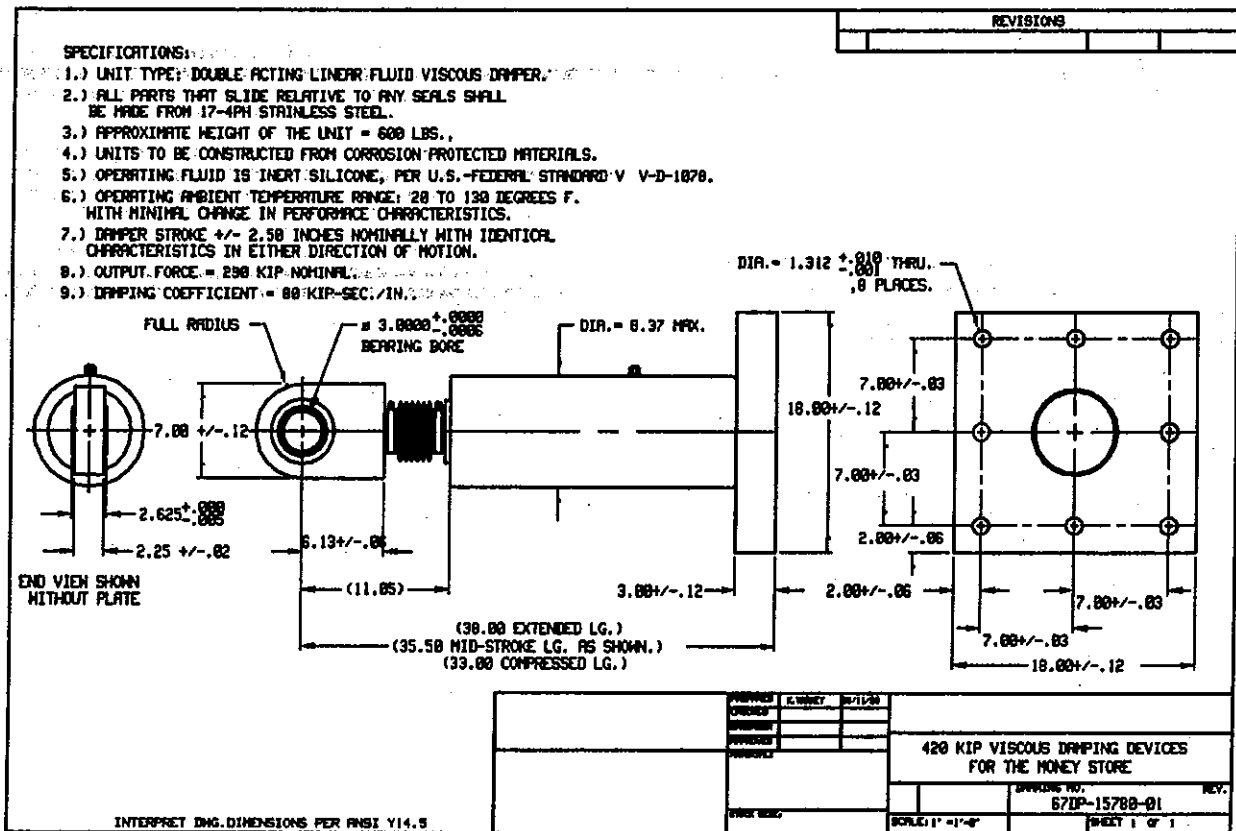 REVISIONS
SPECIFICATIONS:
1.) UNIT TYPE: DOUBLE ACTING LINEAR FLUID VISCOUS DAMPER.
2.) ALL PARTS THAT SLIDE RELATIVE TO ANY SEALS SHALL
BE MADE FROM 17-4PH STAINLESS STEEL.
3.) APPROXIMATE WEIGHT OF THE UNIT = 600 LBS.,
4.) UNITS TO BE CONSTRUCTED FROM CORROSION PROTECTED MATERIALS.
5.) OPERATING FLUID IS INERT SILICONE, PER U.S.-FEDERAL STANDARD V V-D-1078.
6.) OPERATING AMBIENT TEMPERATURE RANGE: 20 TO 130 DEGREES F.
WITH MINIMAL CHANGE IN PERFORMACE CHARACTERISTICS.
7.) DAMPER STROKE +/- 2.50 INCHES NOMINALLY WITH IDENTICAL
CHARACTERISTICS IN EITHER DIRECTION OF MOTION.
8.) OUTPUT FORCE = 290 KIP NOMINAL.
9.) DAMPING COEFFICIENT = 80 KIP-SEC./IN.
DIA.= 1.312 +.010 -.001 THRU.
,8 PLACES.
FULL RADIUS
ø 3.0000 +.0000 -.0006
BEARING BORE
DIA.= 8.37 MAX.
7.00 +/-.12
7.00+/-.03
18.00+/-.12
7.00+/-.03
2.625 +.000 -.005
2.25 +/-.02
6.13+/-.06
2.00+/-.06
END VIEW SHOWN
WITHOUT PLATE
(11.05)
3.00+/-.12
2.00+/-.06
7.00+/-.03
7.00+/-.03
18.00+/-.12
(38.00 EXTENDED LG.)
(35.50 MID-STROKE LG. AS SHOWN.)
(33.00 COMPRESSED LG.)
420 KIP VISCOUS DAMPING DEVICES
FOR THE MONEY STORE
DRAWING NO.
REV.
67DP-15780-01
SCALE: 1" =1'-0"
SHEET 1 OF 1
INTERPRET DWG.DIMENSIONS PER ANSI Y14.5